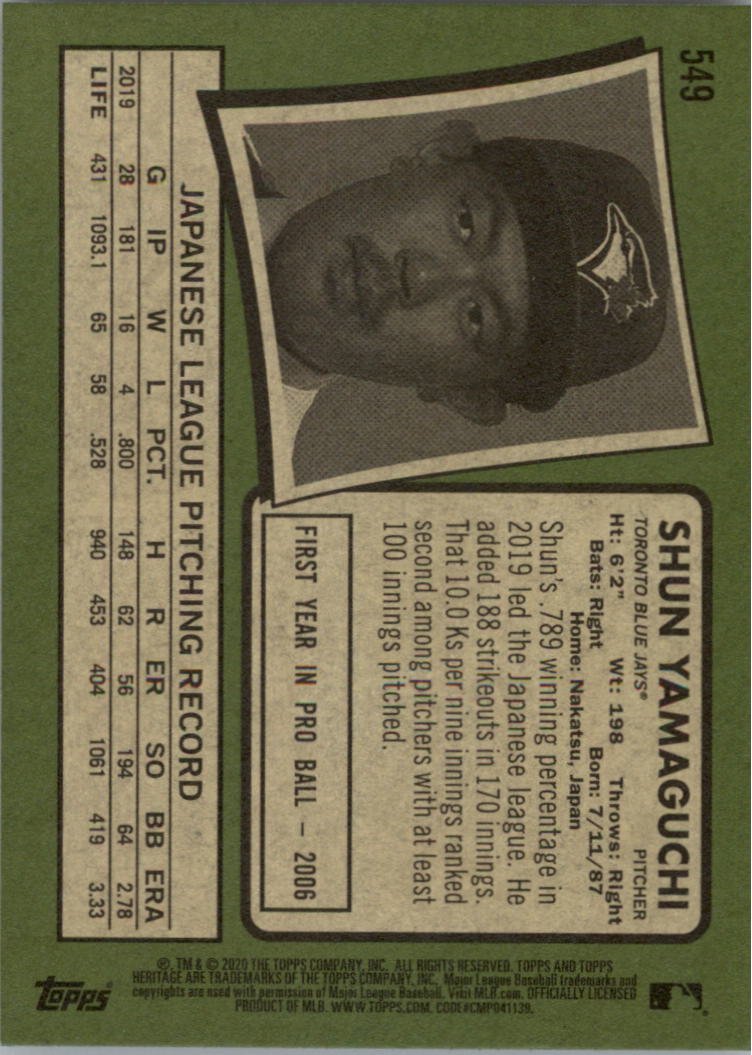 549
SHUN YAMAGUCHI
TORONTO BLUE JAYS® PITCHER
Ht: 6'2" Wt: 198 Throws: Right
Bats: Right Born: 7/11/87
Home: Nakatsu, Japan
Shun's .789 winning percentage in
2019 led the Japanese league. He
added 188 strikeouts in 170 innings.
That 10.0 Ks per nine innings ranked
second among pitchers with at least
100 innings pitched.
FIRST YEAR IN PRO BALL – 2006
JAPANESE LEAGUE PITCHING RECORD
G IP W L PCT. H R ER SO BB ERA
2019 28 181 16 4 .800 148 62 56 194 64 2.78
LIFE 431 1093.1 65 58 .528 940 453 404 1061 419 3.33
®, TM & © 2020 THE TOPPS COMPANY, INC. ALL RIGHTS RESERVED. TOPPS AND TOPPS
HERITAGE ARE TRADEMARKS OF THE TOPPS COMPANY, INC. Major League Baseball trademarks and
copyrights are used with permission of Major League Baseball. Visit MLB.com. OFFICIALLY LICENSED
PRODUCT OF MLB. WWW.TOPPS.COM. CODE#CMP041139.
topps®